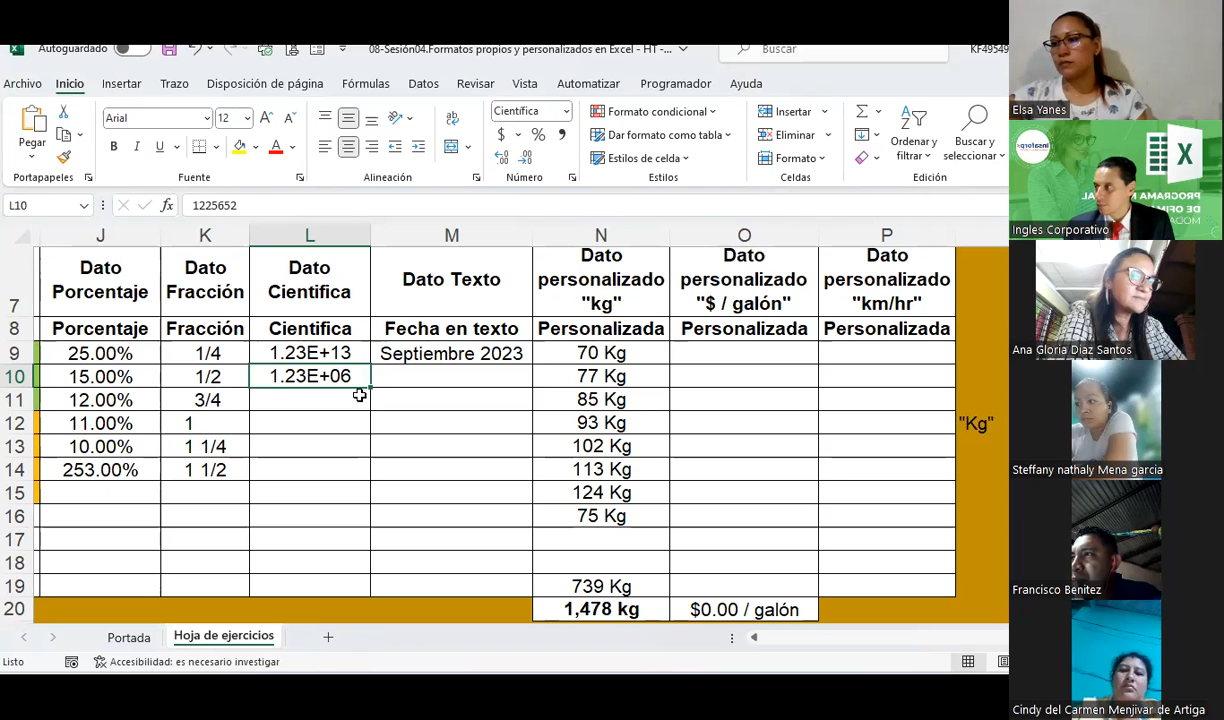 Autoguardado
08-Sesión04.Formatos propios y personalizados en Excel - HT -...
Buscar
KF49549
Archivo Inicio Insertar Trazo Disposición de página Fórmulas Datos Revisar Vista Automatizar Programador Ayuda
Pegar
Arial 12
Científica
Formato condicional
Dar formato como tabla
Estilos de celda
Insertar
Eliminar
Formato
Ordenar y filtrar
Buscar y seleccionar
Portapapeles Fuente Alineación Número Estilos Celdas Edición
L10 fx 1225652
J K L M N O P
7 Dato Porcentaje Dato Fracción Dato Cientifica Dato Texto Dato personalizado "kg" Dato personalizado "$ / galón" Dato personalizado "km/hr"
8 Porcentaje Fracción Cientifica Fecha en texto Personalizada Personalizada Personalizada
9 25.00% 1/4 1.23E+13 Septiembre 2023 70 Kg
10 15.00% 1/2 1.23E+06 77 Kg
11 12.00% 3/4 85 Kg
12 11.00% 1 93 Kg "Kg"
13 10.00% 1 1/4 102 Kg
14 253.00% 1 1/2 113 Kg
15 124 Kg
16 75 Kg
17
18
19 739 Kg
20 1,478 kg $0.00 / galón
Portada Hoja de ejercicios
Listo Accesibilidad: es necesario investigar
Elsa Yanes
insaforp
Ingles Corporativo
Ana Gloria Diaz Santos
Steffany nathaly Mena garcia
Francisco Benitez
Cindy del Carmen Menjivar de Artiga